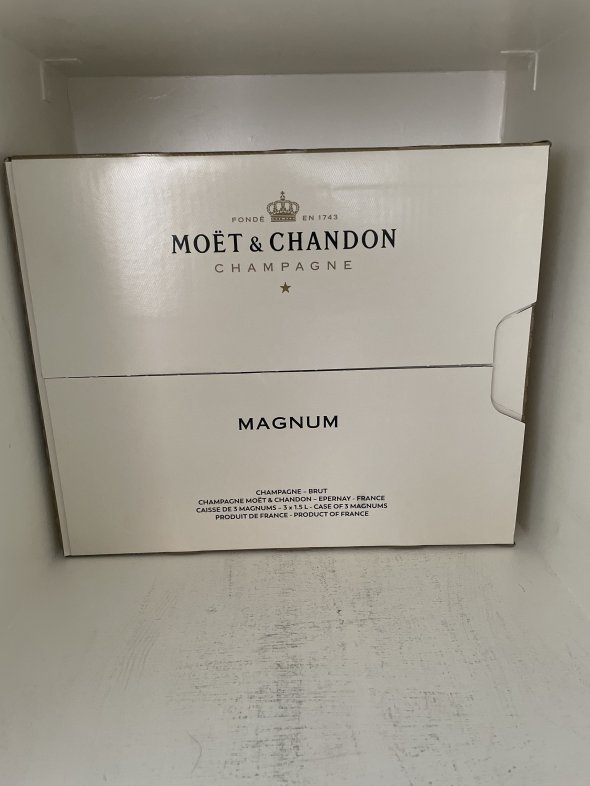 FONDÉ EN 1743
MOËT & CHANDON
CHAMPAGNE
MAGNUM
CHAMPAGNE - BRUT
CHAMPAGNE MOËT & CHANDON – EPERNAY - FRANCE
CAISSE DE 3 MAGNUMS – 3 x 1.5 L - CASE OF 3 MAGNUMS
PRODUIT DE FRANCE - PRODUCT OF FRANCE